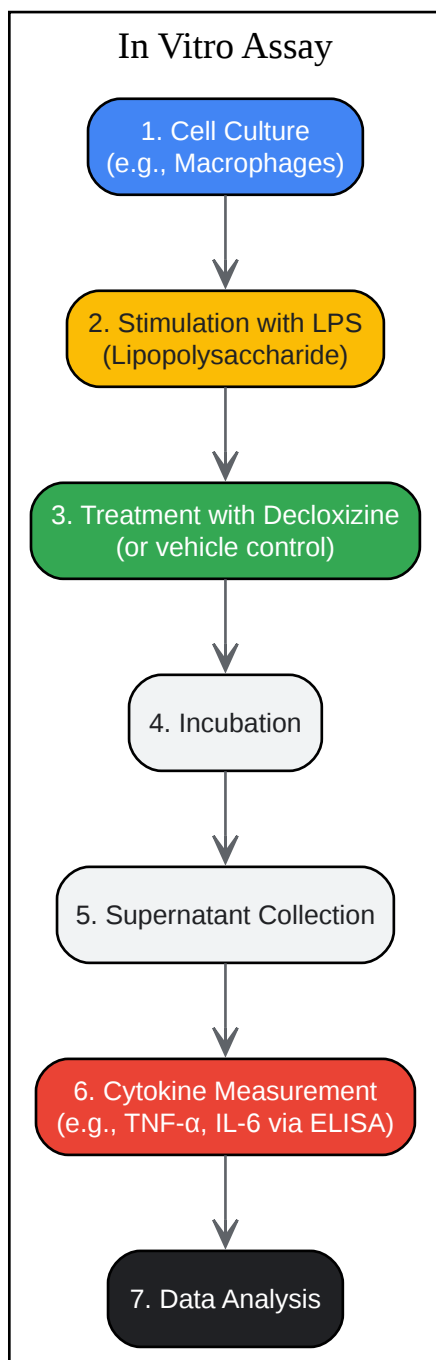 In Vitro Assay
1. Cell Culture
(e.g., Macrophages)
2. Stimulation with LPS
(Lipopolysaccharide)
3. Treatment with Decloxizine
(or vehicle control)
4. Incubation
5. Supernatant Collection
6. Cytokine Measurement
(e.g., TNF-α, IL-6 via ELISA)
7. Data Analysis